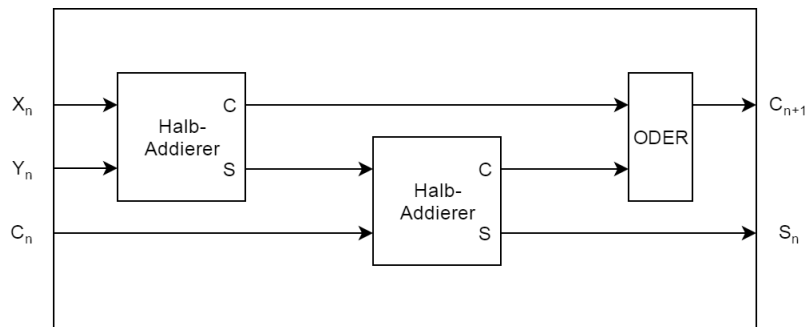 Xₙ
Halb-
Addierer
C
ODER
Cₙ₊₁
Yₙ
S
Halb-
Addierer
C
Cₙ
S
Sₙ